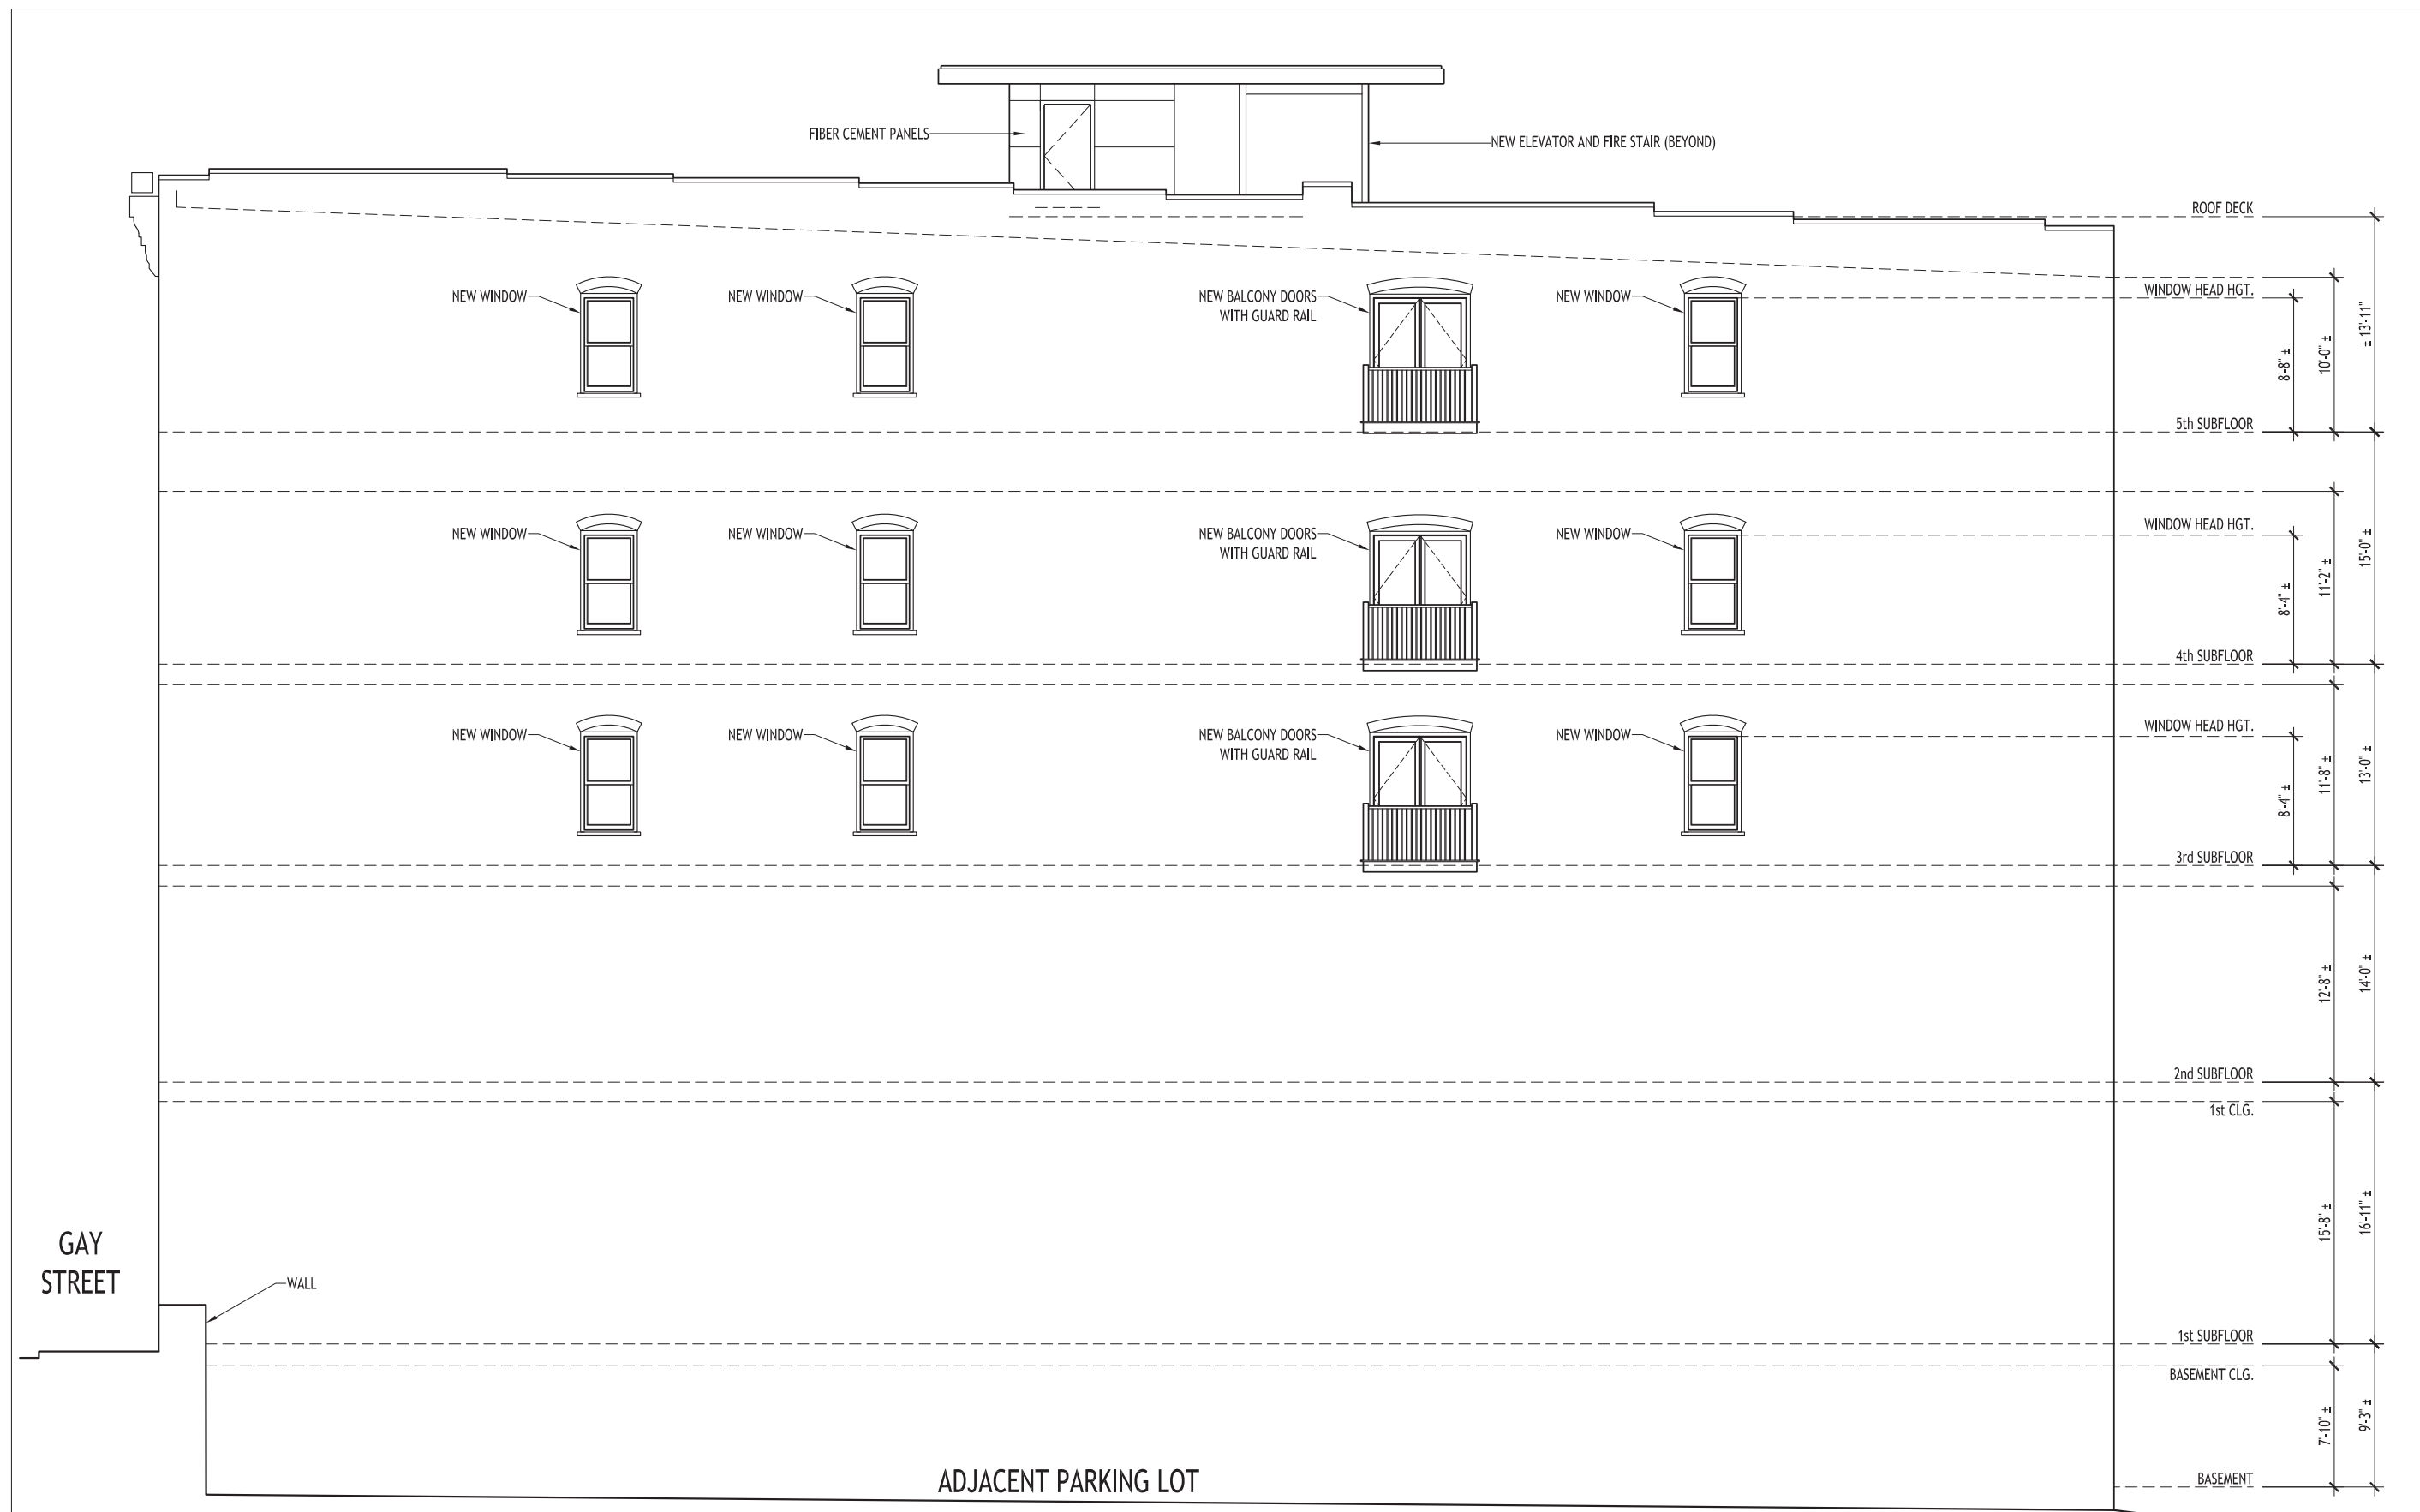 FIBER CEMENT PANELS
NEW ELEVATOR AND FIRE STAIR (BEYOND)
ROOF DECK
NEW WINDOW
NEW WINDOW
NEW BALCONY DOORS
WITH GUARD RAIL
NEW WINDOW
WINDOW HEAD HGT.
8'-8" ±
10'-0" ±
± 13'-11"
5th SUBFLOOR
NEW WINDOW
NEW WINDOW
NEW BALCONY DOORS
WITH GUARD RAIL
NEW WINDOW
WINDOW HEAD HGT.
8'-4" ±
11'-2" ±
15'-0" ±
4th SUBFLOOR
NEW WINDOW
NEW WINDOW
NEW BALCONY DOORS
WITH GUARD RAIL
NEW WINDOW
WINDOW HEAD HGT.
8'-4" ±
11'-8" ±
13'-0" ±
3rd SUBFLOOR
12'-8" ±
14'-0" ±
2nd SUBFLOOR
1st CLG.
15'-8" ±
16'-11" ±
GAY
STREET
WALL
1st SUBFLOOR
BASEMENT CLG.
7'-10" ±
9'-3" ±
ADJACENT PARKING LOT
BASEMENT